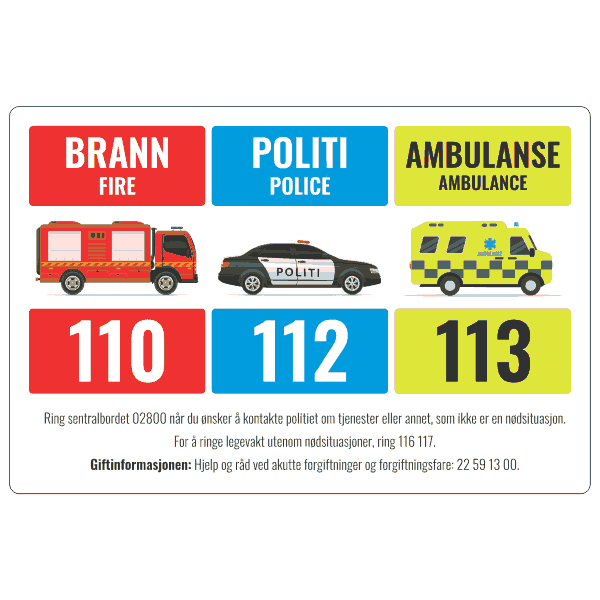 BRANN
FIRE
POLITI
POLICE
AMBULANSE
AMBULANCE
POLITI
110
112
113
Ring sentralbordet 02800 når du ønsker å kontakte politiet om tjenester eller annet, som ikke er en nødsituasjon.
For å ringe legevakt utenom nødsituasjoner, ring 116 117.
Giftinformasjonen: Hjelp og råd ved akutte forgiftninger og forgiftningsfare: 22 59 13 00.